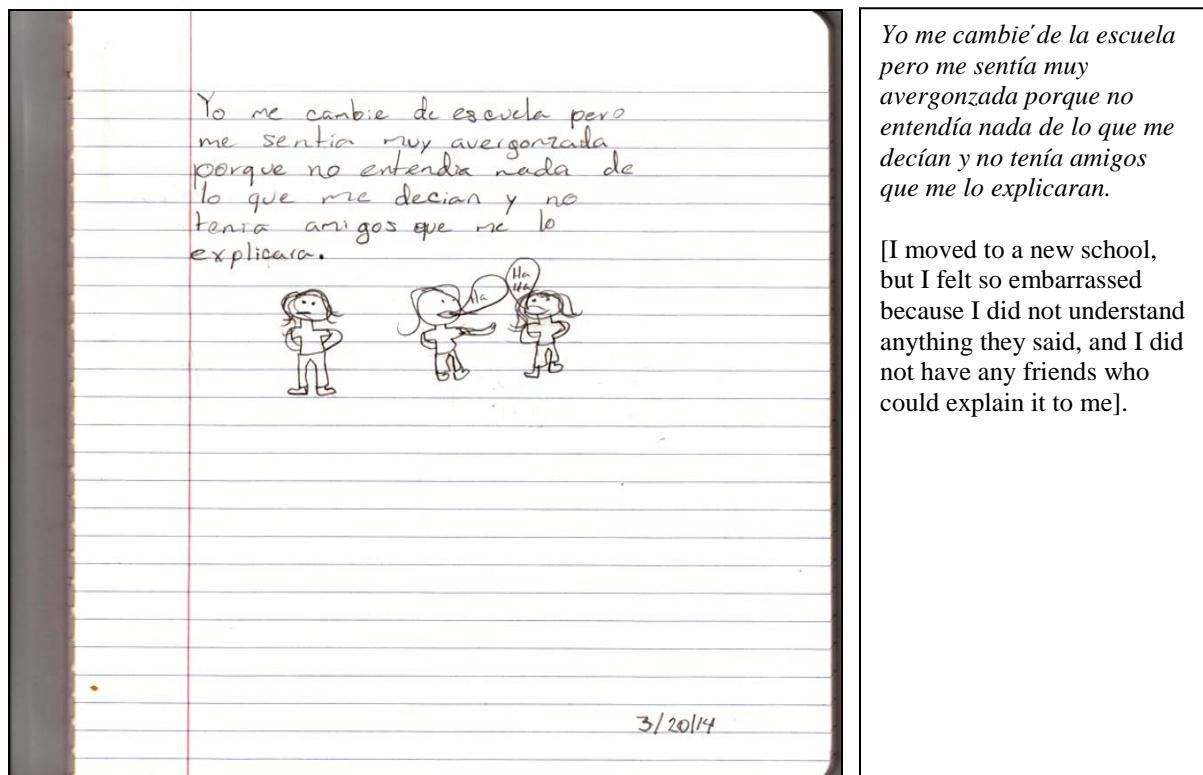 Yo me cambie de escuela pero
me sentia muy avergonzada
porque no entendia nada de
lo que me decian y no
tenia amigos que me lo
explicara.
Ha
Ha
Ha
3/20/14
Yo me cambie´de la escuela
pero me sentía muy
avergonzada porque no
entendía nada de lo que me
decían y no tenía amigos
que me lo explicaran.
[I moved to a new school,
but I felt so embarrassed
because I did not understand
anything they said, and I did
not have any friends who
could explain it to me].